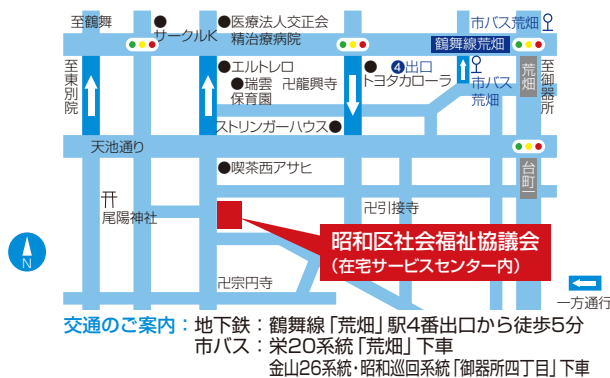 至鶴舞
サークルK
医療法人交正会
精治療病院
市バス荒畑
鶴舞線荒畑
至東別院
エルトレロ
瑞雲
保育園
卍龍興寺
トヨタカローラ
4出口
市バス
荒畑
荒畑
至御器所
ストリンガーハウス
天池通り
喫茶西アサヒ
台町一
尾陽神社
卍引接寺
昭和区社会福祉協議会
(在宅サービスセンター内)
卍宗円寺
N
一方通行
交通のご案内：地下鉄：鶴舞線「荒畑」駅4番出口から徒歩5分
市バス：栄20系統「荒畑」下車
金山26系統・昭和巡回系統「御器所四丁目」下車